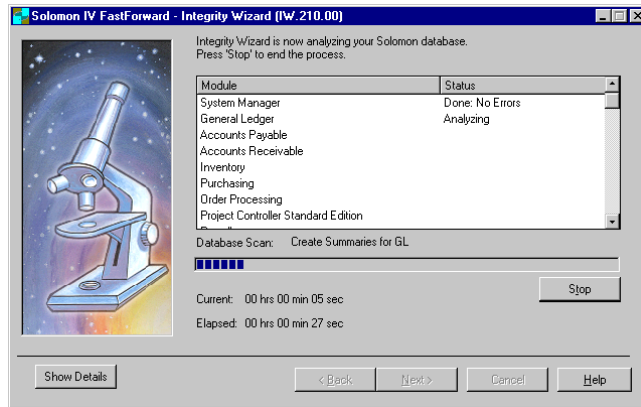 Solomon IV FastForward - Integrity Wizard (IW.210.00)
Integrity Wizard is now analyzing your Solomon database.
Press 'Stop' to end the process.
Module Status
System Manager Done: No Errors
General Ledger Analyzing
Accounts Payable
Accounts Receivable
Inventory
Purchasing
Order Processing
Project Controller Standard Edition
Database Scan: Create Summaries for GL
Stop
Current: 00 hrs 00 min 05 sec
Elapsed: 00 hrs 00 min 27 sec
Show Details < Back Next > Cancel Help